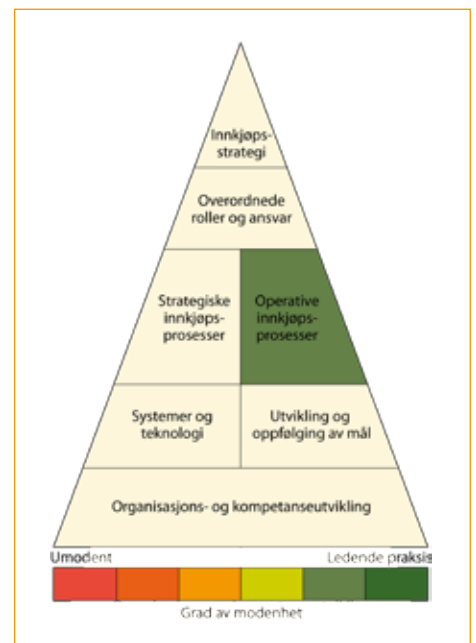 Innkjøps-
strategi
Overordnede
roller og ansvar
Strategiske
innkjøps-
prosesser
Operative
innkjøps-
prosesser
Systemer og
teknologi
Utvikling og
oppfølging av mål
Organisasjons- og kompetanseutvikling
Umodent
Ledende praksis
Grad av modenhet